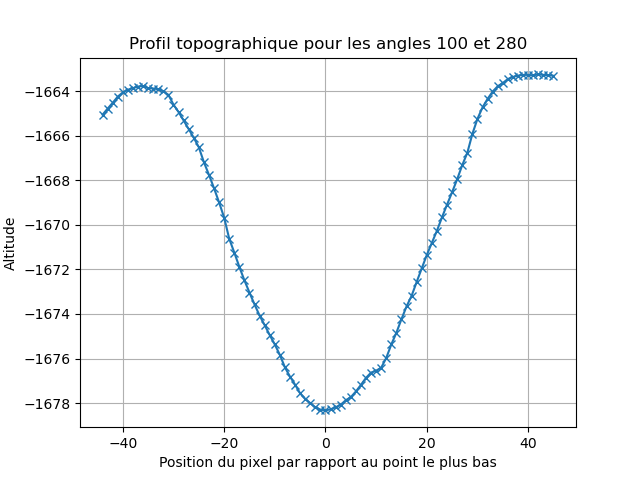 Profil topographique pour les angles 100 et 280
Altitude
−1664
−1666
−1668
−1670
−1672
−1674
−1676
−1678
−40 −20 0 20 40
Position du pixel par rapport au point le plus bas